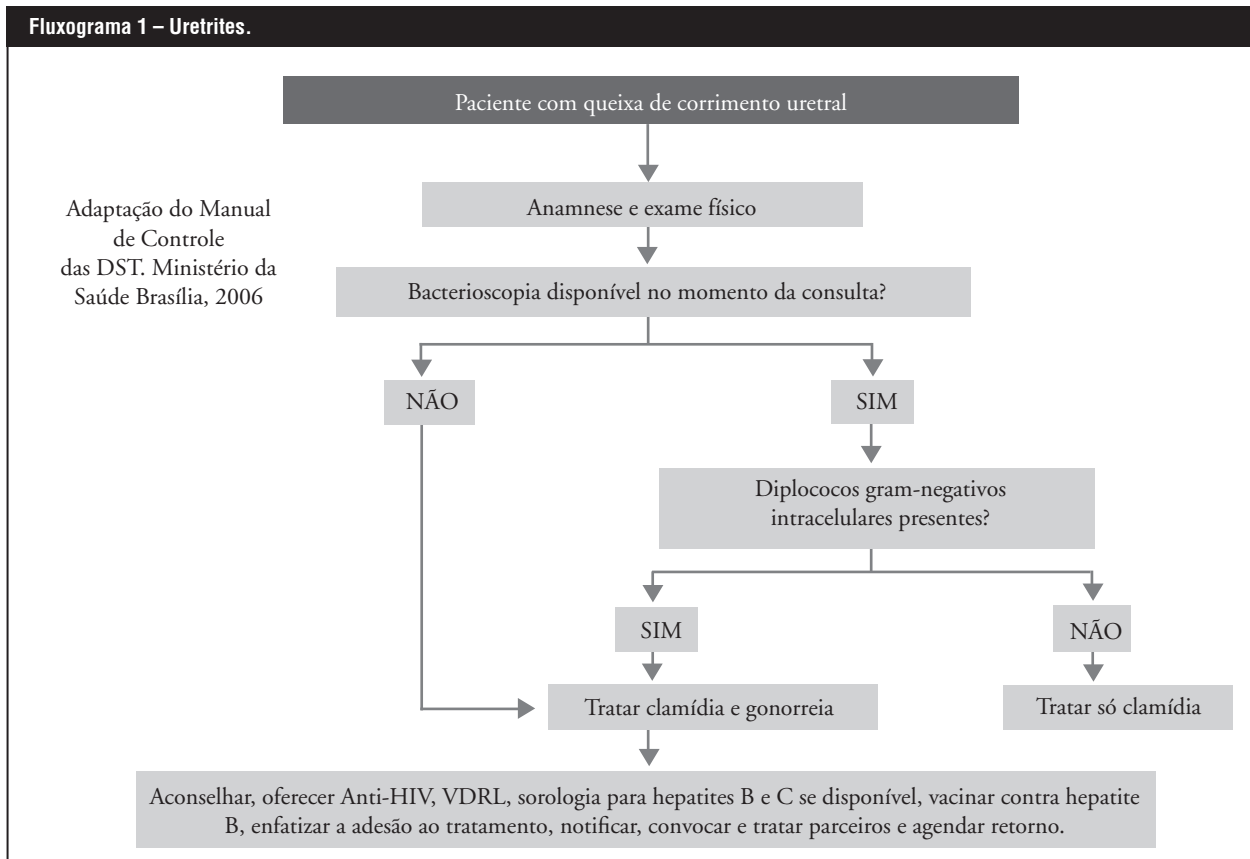 Fluxograma 1 – Uretrites.
Paciente com queixa de corrimento uretral
Anamnese e exame físico
Adaptação do Manual
de Controle
das DST. Ministério da
Saúde Brasília, 2006
Bacterioscopia disponível no momento da consulta?
NÃO
SIM
Diplococos gram-negativos
intracelulares presentes?
SIM
NÃO
Tratar clamídia e gonorreia
Tratar só clamídia
Aconselhar, oferecer Anti-HIV, VDRL, sorologia para hepatites B e C se disponível, vacinar contra hepatite
B, enfatizar a adesão ao tratamento, notificar, convocar e tratar parceiros e agendar retorno.